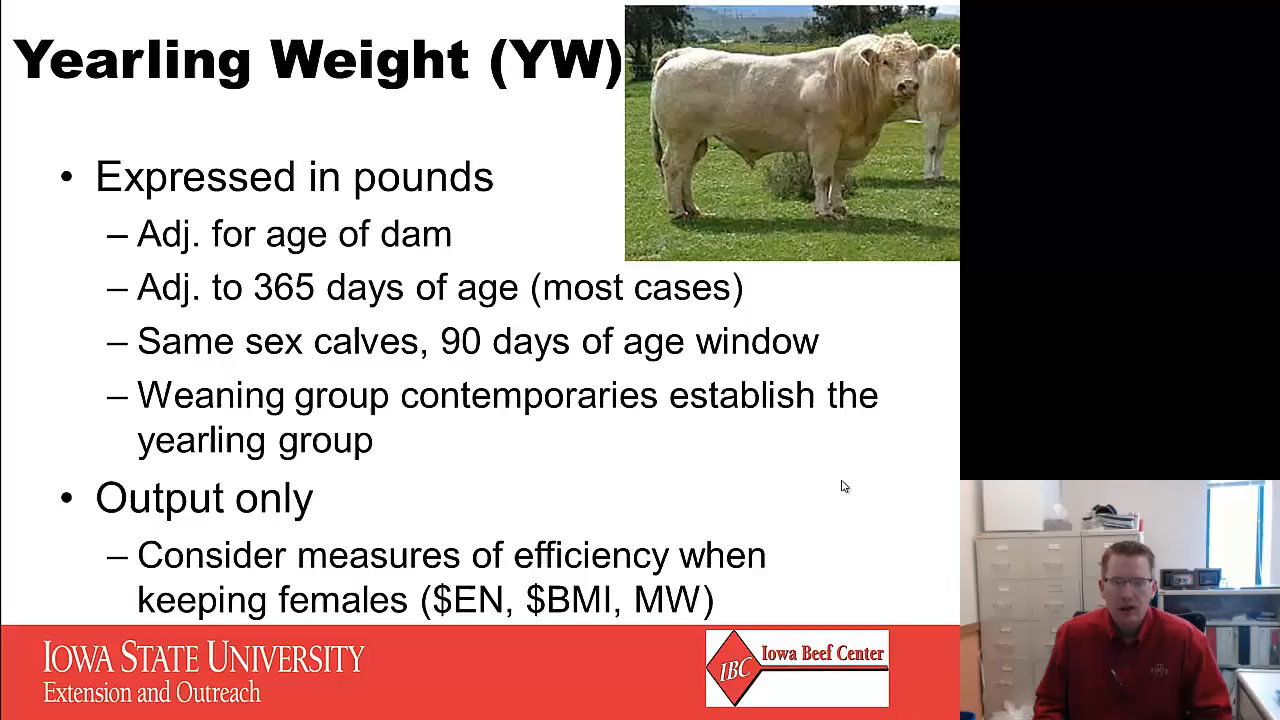 Yearling Weight (YW)
• Expressed in pounds
– Adj. for age of dam
– Adj. to 365 days of age (most cases)
– Same sex calves, 90 days of age window
– Weaning group contemporaries establish the
yearling group
• Output only
– Consider measures of efficiency when
keeping females ($EN, $BMI, MW)
IOWA STATE UNIVERSITY
Extension and Outreach
IBC
Iowa Beef Center